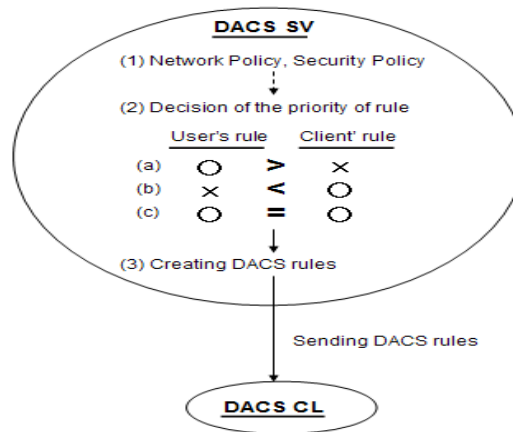 DACS SV
(1) Network Policy, Security Policy
(2) Decision of the priority of rule
User's rule Client' rule
(a) ○ > ×
(b) × < ○
(c) ○ = ○
(3) Creating DACS rules
Sending DACS rules
DACS CL